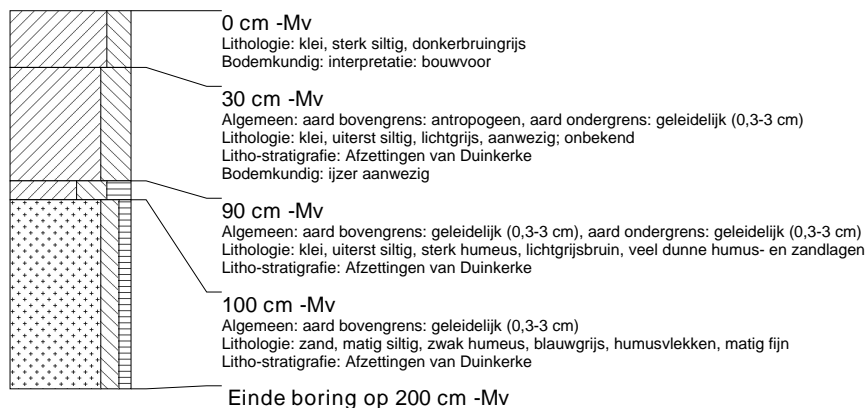 0 cm -Mv
Lithologie: klei, sterk siltig, donkerbruingrijs
Bodemkundig: interpretatie: bouwvoor
30 cm -Mv
Algemeen: aard bovengrens: antropogeen, aard ondergrens: geleidelijk (0,3-3 cm)
Lithologie: klei, uiterst siltig, lichtgrijs, aanwezig; onbekend
Litho-stratigrafie: Afzettingen van Duinkerke
Bodemkundig: ijzer aanwezig
90 cm -Mv
Algemeen: aard bovengrens: geleidelijk (0,3-3 cm), aard ondergrens: geleidelijk (0,3-3 cm)
Lithologie: klei, uiterst siltig, sterk humeus, lichtgrijsbruin, veel dunne humus- en zandlagen
Litho-stratigrafie: Afzettingen van Duinkerke
100 cm -Mv
Algemeen: aard bovengrens: geleidelijk (0,3-3 cm)
Lithologie: zand, matig siltig, zwak humeus, blauwgrijs, humusvlekken, matig fijn
Litho-stratigrafie: Afzettingen van Duinkerke
Einde boring op 200 cm -Mv